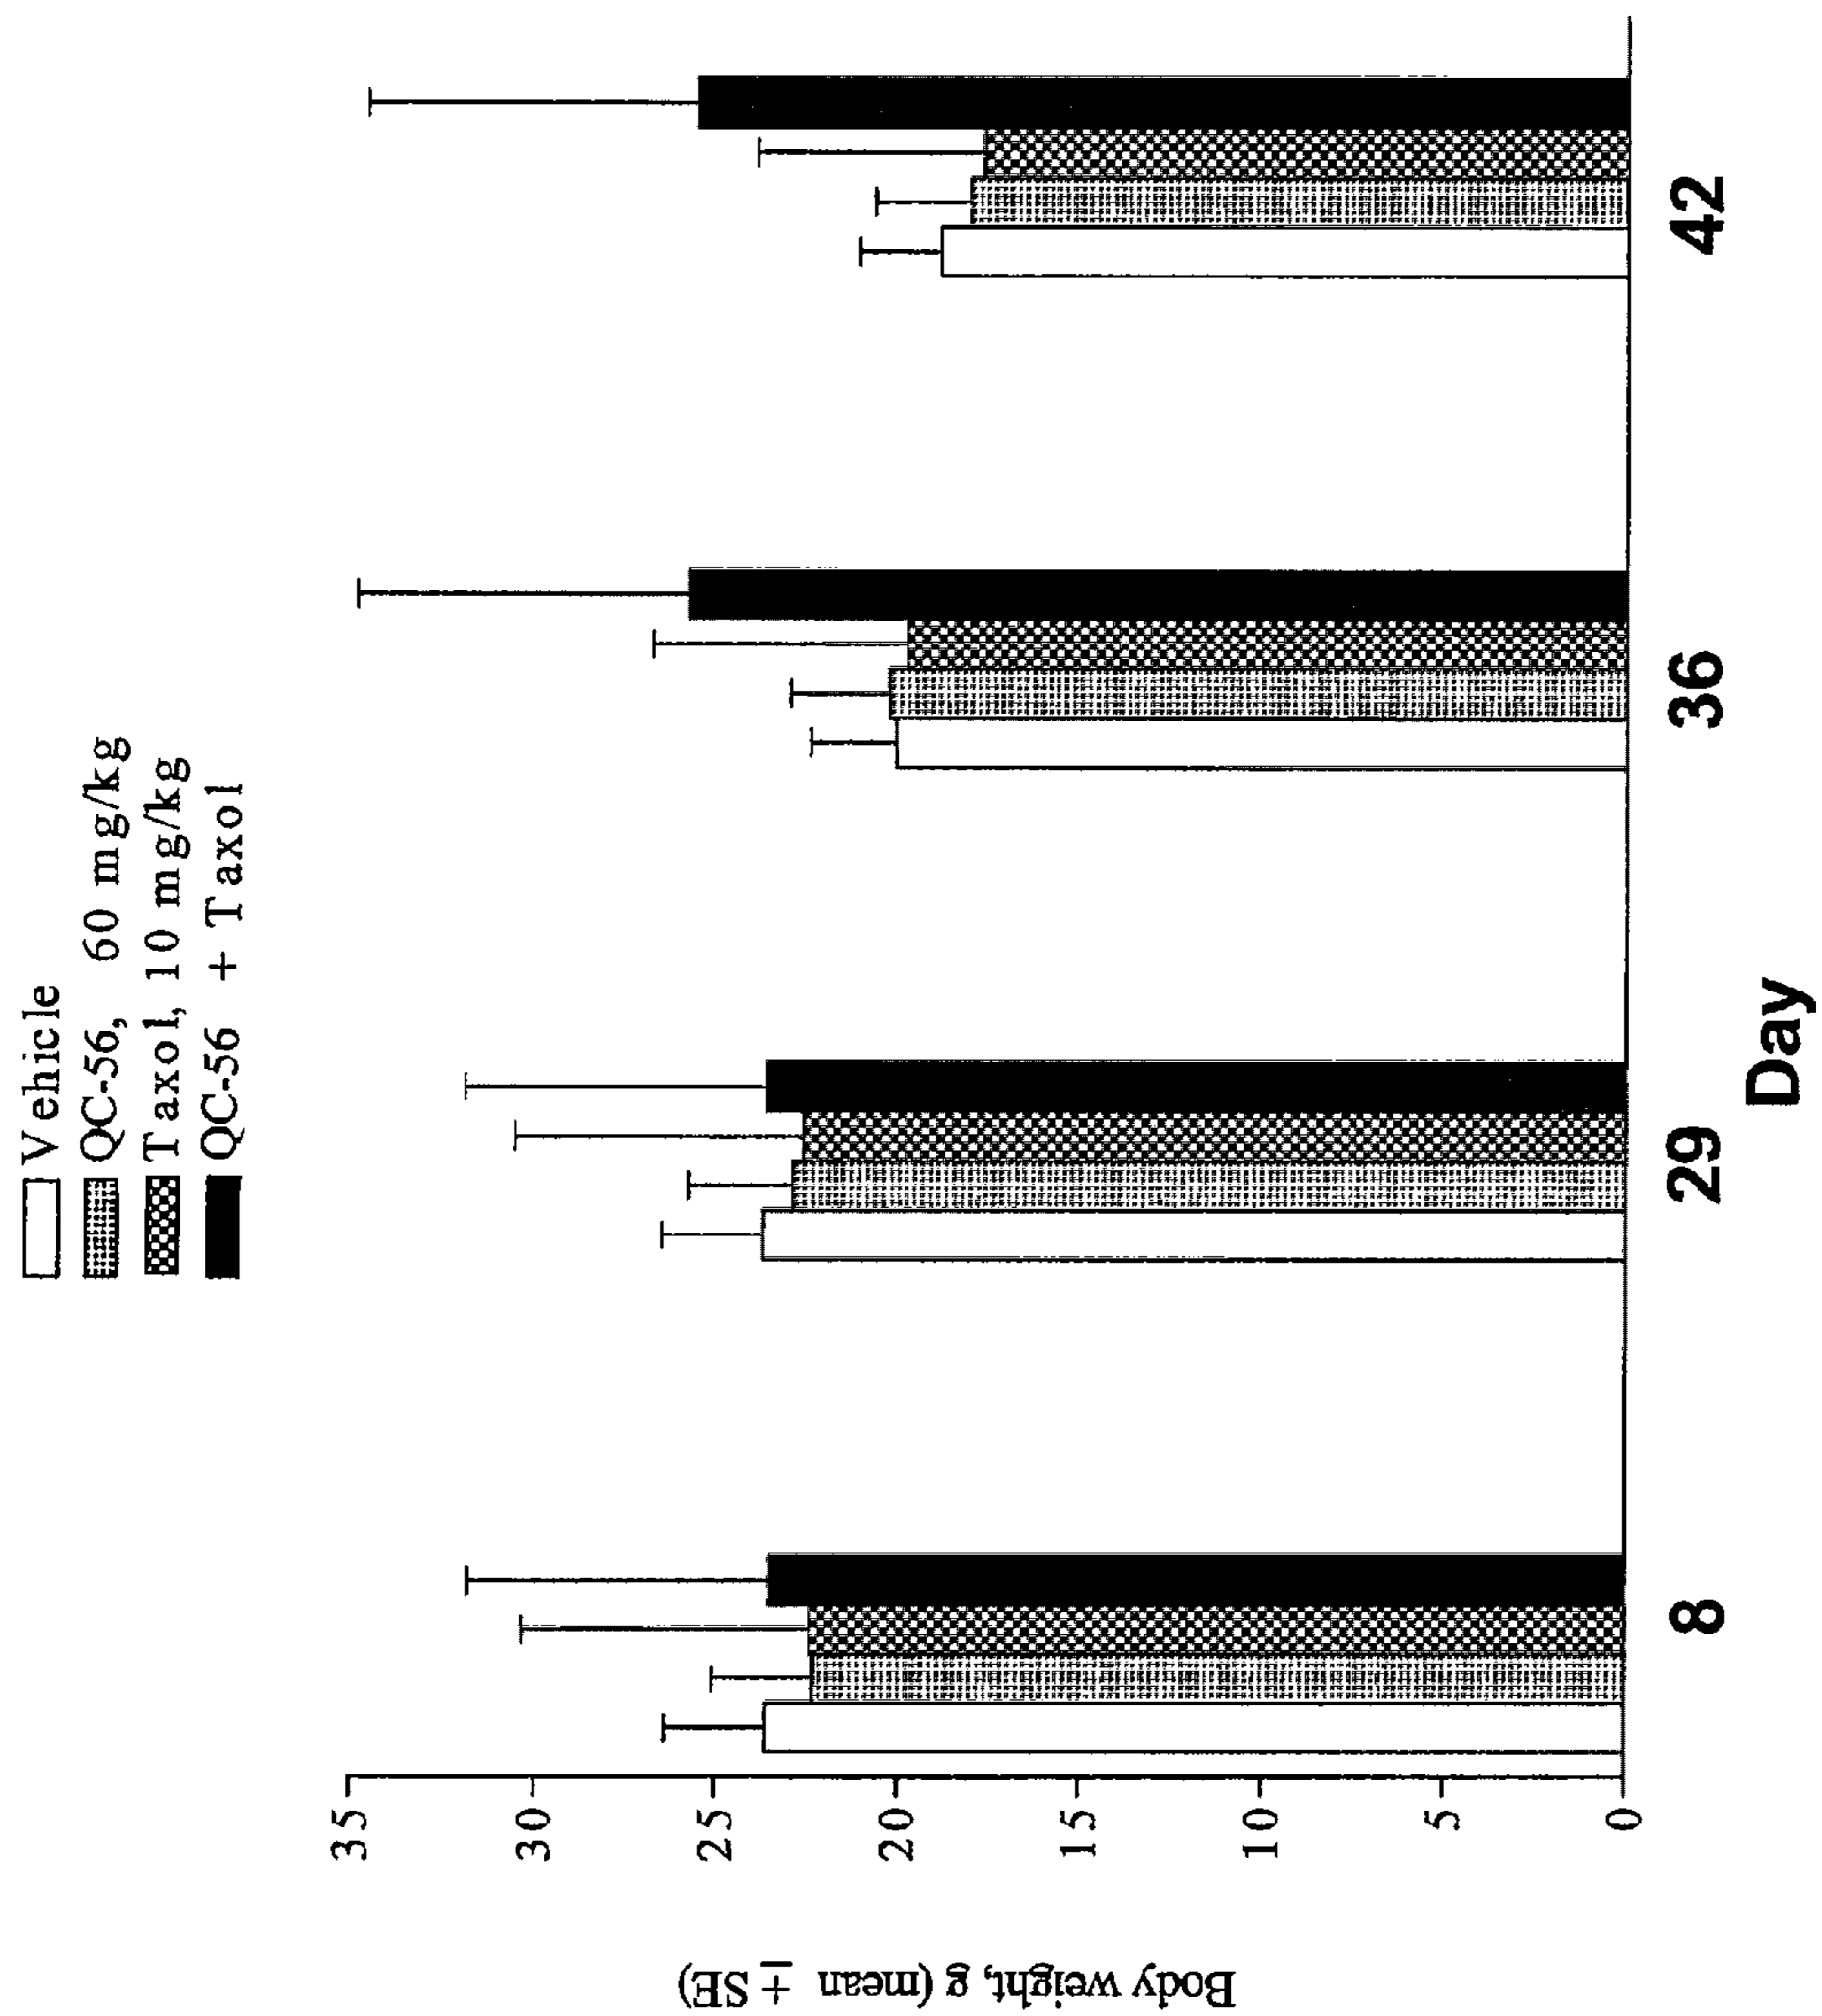 Vehicle
QC-56, 60 mg/kg
Taxol, 10 mg/kg
QC-56 + Taxol
Body weight, g (mean ± SE)
35
30
25
20
15
10
5
0
8 29 36 42
Day